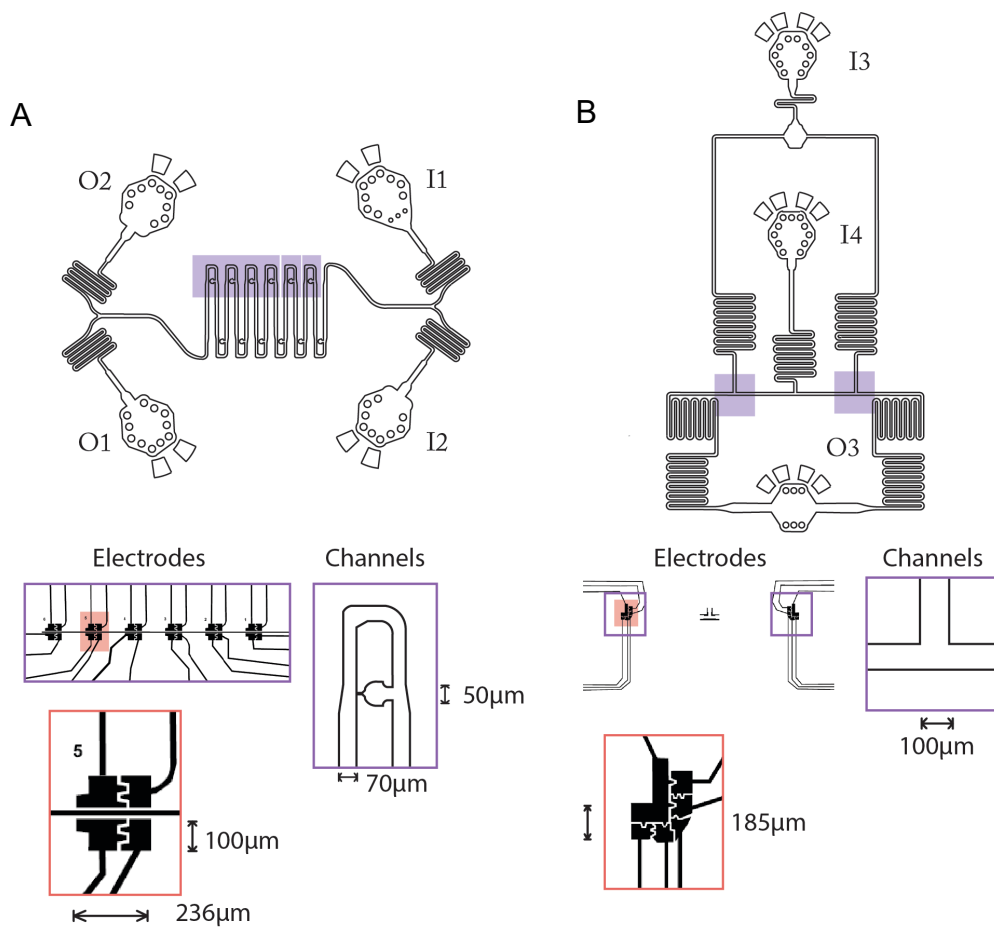 A
O2
I1
O1
I2
Electrodes
Channels
5
50µm
70µm
100µm
236µm
B
I3
I4
O3
Electrodes
Channels
100µm
185µm